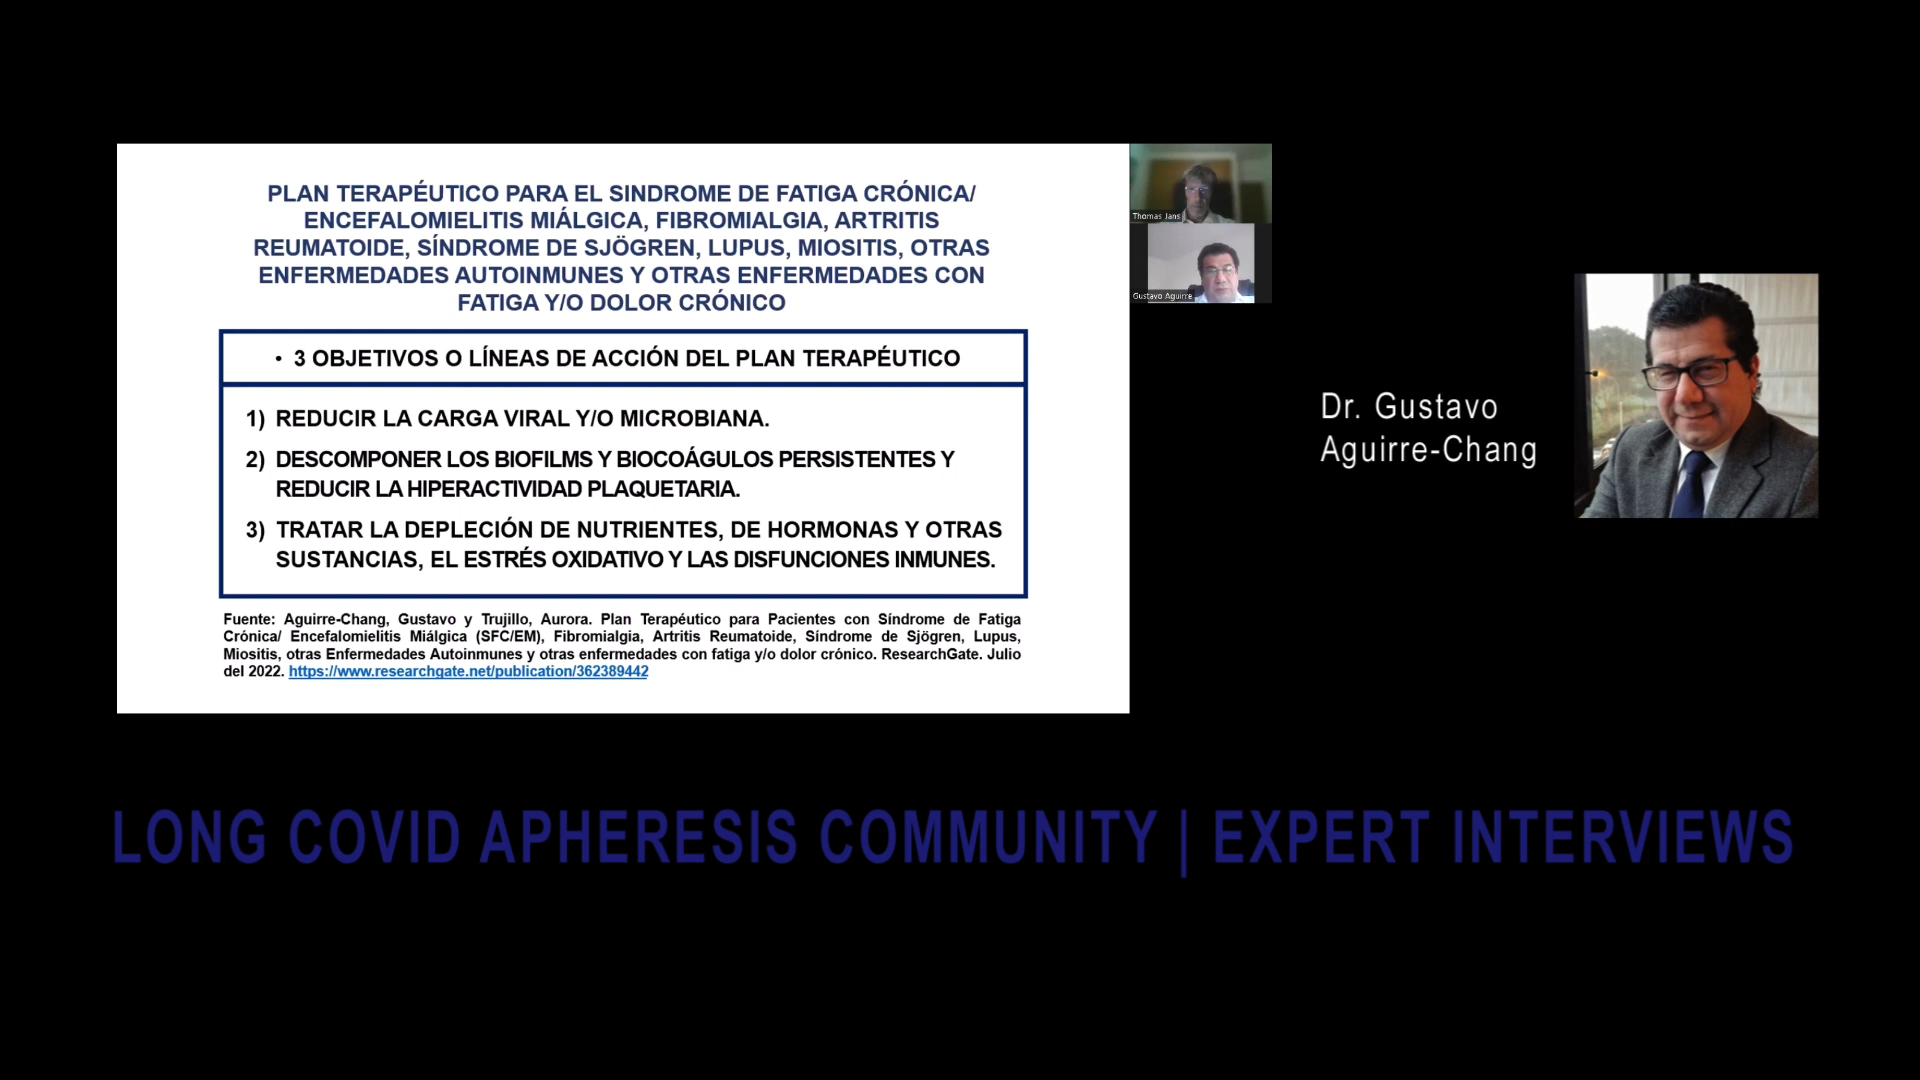 PLAN TERAPÉUTICO PARA EL SINDROME DE FATIGA CRÓNICA/
ENCEFALOMIELITIS MIÁLGICA, FIBROMIALGIA, ARTRITIS
REUMATOIDE, SÍNDROME DE SJÖGREN, LUPUS, MIOSITIS, OTRAS
ENFERMEDADES AUTOINMUNES Y OTRAS ENFERMEDADES CON
FATIGA Y/O DOLOR CRÓNICO
• 3 OBJETIVOS O LÍNEAS DE ACCIÓN DEL PLAN TERAPÉUTICO
1) REDUCIR LA CARGA VIRAL Y/O MICROBIANA.
2) DESCOMPONER LOS BIOFILMS Y BIOCOÁGULOS PERSISTENTES Y
REDUCIR LA HIPERACTIVIDAD PLAQUETARIA.
3) TRATAR LA DEPLECIÓN DE NUTRIENTES, DE HORMONAS Y OTRAS
SUSTANCIAS, EL ESTRÉS OXIDATIVO Y LAS DISFUNCIONES INMUNES.
Fuente: Aguirre-Chang, Gustavo y Trujillo, Aurora. Plan Terapéutico para Pacientes con Síndrome de Fatiga
Crónica/ Encefalomielitis Miálgica (SFC/EM), Fibromialgia, Artritis Reumatoide, Síndrome de Sjögren, Lupus,
Miositis, otras Enfermedades Autoinmunes y otras enfermedades con fatiga y/o dolor crónico. ResearchGate. Julio
del 2022. https://www.researchgate.net/publication/362389442
Thomas Jans
Gustavo Aguirre
Dr. Gustavo
Aguirre-Chang
LONG COVID APHERESIS COMMUNITY | EXPERT INTERVIEWS